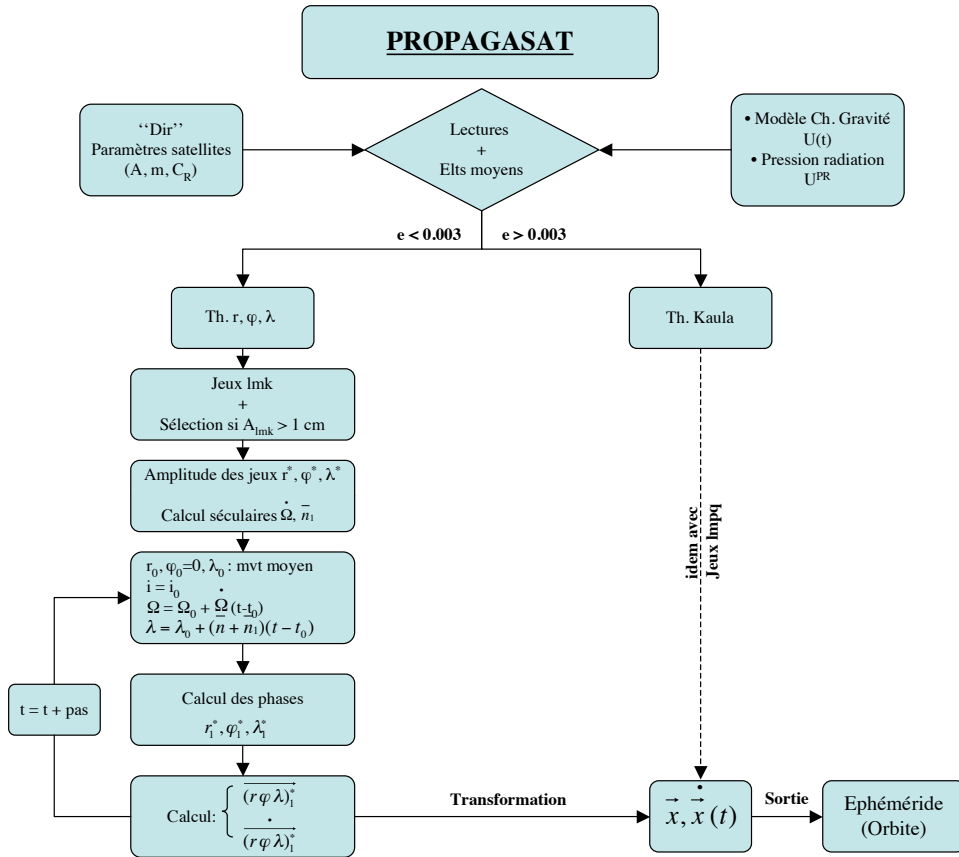 PROPAGASAT
‘‘Dir’’
Paramètres satellites
(A, m, C_R)
Lectures
+
Elts moyens
• Modèle Ch. Gravité
U(t)
• Pression radiation
U^PR
e < 0.003
e > 0.003
Th. r, φ, λ
Th. Kaula
Jeux lmk
+
Sélection si A_lmk > 1 cm
Amplitude des jeux r*, φ*, λ*
Calcul séculaires Ω̇, n̄₁
r₀, φ₀=0, λ₀ : mvt moyen
i = i₀
Ω = Ω₀ + Ω̇ (t-t₀)
λ = λ₀ + (n̄ + n̄₁)(t − t₀)
idem avec
Jeux lmpq
t = t + pas
Calcul des phases
r₁*, φ₁*, λ₁*
Calcul: { (r φ λ)₁*→
(r φ λ)₁*→ ˙
Transformation
x⃗, ẋ⃗ (t)
Sortie
Ephéméride
(Orbite)